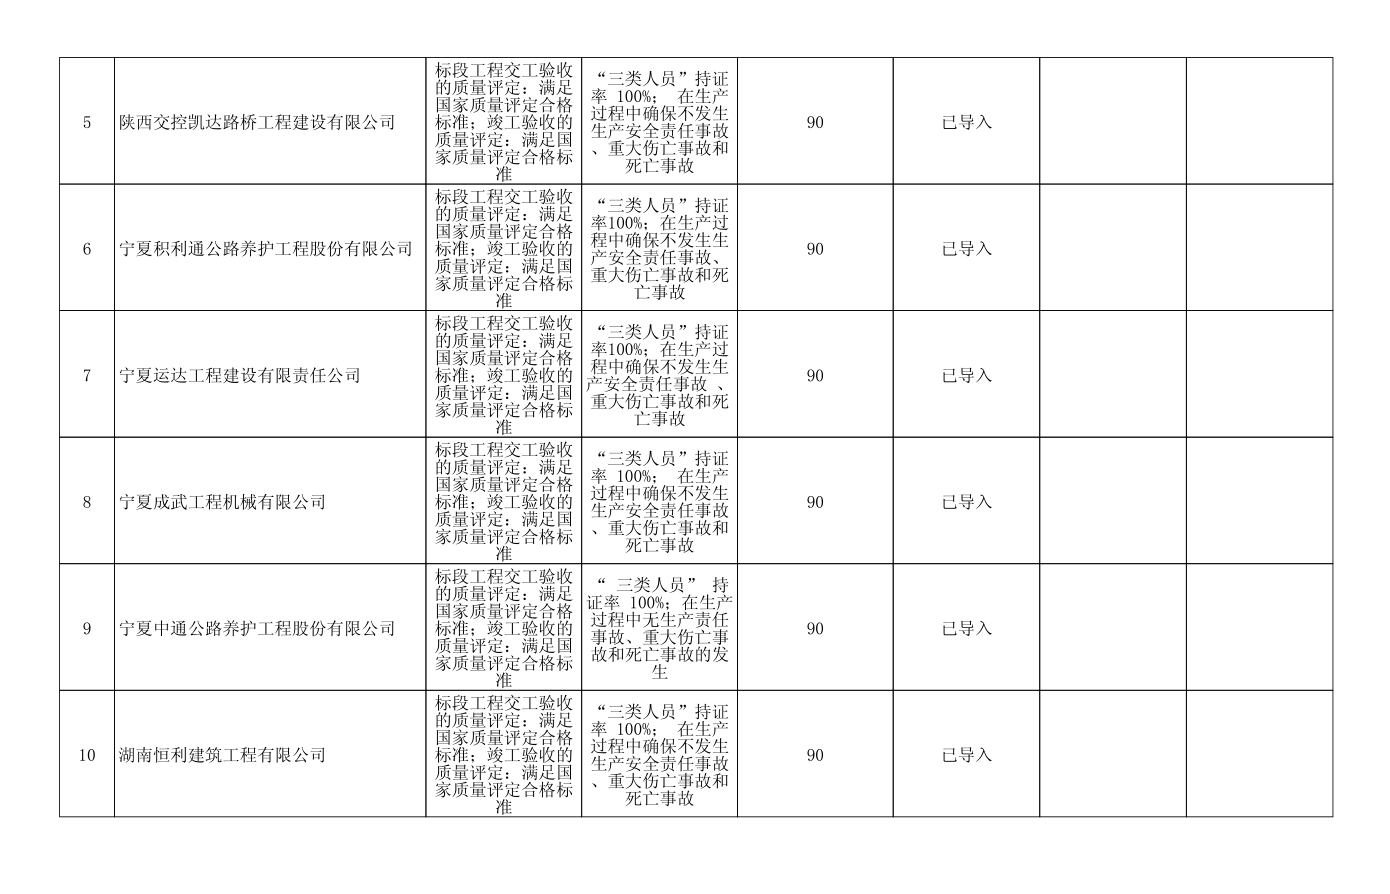 5
陕西交控凯达路桥工程建设有限公司
标段工程交工验收
的质量评定：满足
国家质量评定合格
标准；竣工验收的
质量评定：满足国
家质量评定合格标
准
“三类人员”持证
率 100%； 在生产
过程中确保不发生
生产安全责任事故
、重大伤亡事故和
死亡事故
90
已导入
6
宁夏积利通公路养护工程股份有限公司
标段工程交工验收
的质量评定：满足
国家质量评定合格
标准；竣工验收的
质量评定：满足国
家质量评定合格标
准
“三类人员”持证
率100%；在生产过
程中确保不发生生
产安全责任事故、
重大伤亡事故和死
亡事故
90
已导入
7
宁夏运达工程建设有限责任公司
标段工程交工验收
的质量评定：满足
国家质量评定合格
标准；竣工验收的
质量评定：满足国
家质量评定合格标
准
“三类人员”持证
率100%；在生产过
程中确保不发生生
产安全责任事故 、
重大伤亡事故和死
亡事故
90
已导入
8
宁夏成武工程机械有限公司
标段工程交工验收
的质量评定：满足
国家质量评定合格
标准；竣工验收的
质量评定：满足国
家质量评定合格标
准
“三类人员”持证
率 100%； 在生产
过程中确保不发生
生产安全责任事故
、重大伤亡事故和
死亡事故
90
已导入
9
宁夏中通公路养护工程股份有限公司
标段工程交工验收
的质量评定：满足
国家质量评定合格
标准；竣工验收的
质量评定：满足国
家质量评定合格标
准
“ 三类人员” 持
证率 100%；在生产
过程中无生产责任
事故、重大伤亡事
故和死亡事故的发
生
90
已导入
10
湖南恒利建筑工程有限公司
标段工程交工验收
的质量评定：满足
国家质量评定合格
标准；竣工验收的
质量评定：满足国
家质量评定合格标
准
“三类人员”持证
率 100%； 在生产
过程中确保不发生
生产安全责任事故
、重大伤亡事故和
死亡事故
90
已导入